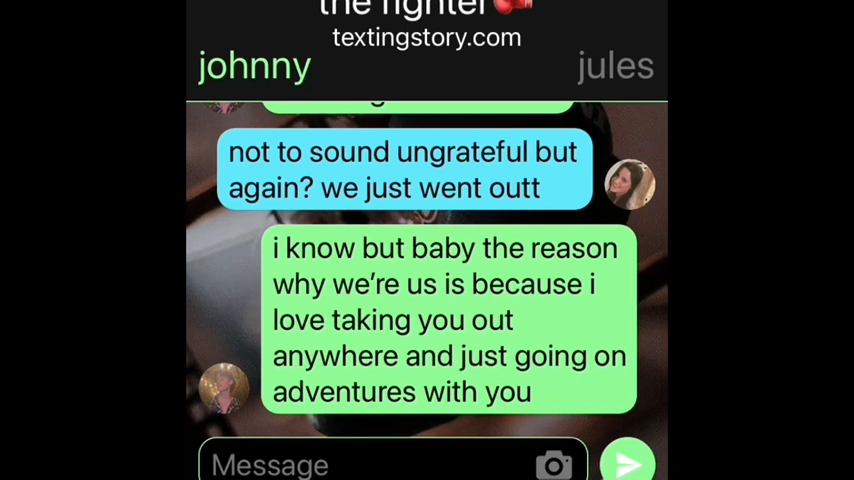 the fighter🥊
textingstory.com
johnny
jules
not to sound ungrateful but
again? we just went outt
i know but baby the reason
why we're us is because i
love taking you out
anywhere and just going on
adventures with you
Message